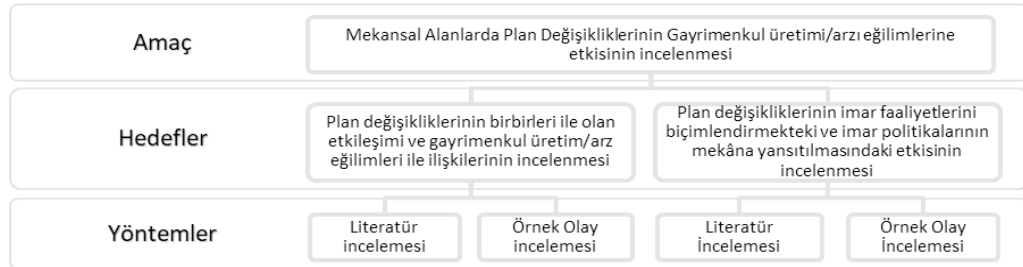 Amaç
Mekansal Alanlarda Plan Değişikliklerinin Gayrimenkul üretimi/arzı eğilimlerine
etkisinin incelenmesi
Hedefler
Plan değişikliklerinin birbirleri ile olan
etkileşimi ve gayrimenkul üretim/arz
eğilimleri ile ilişkilerinin incelenmesi
Plan değişikliklerinin imar faaliyetlerini
biçimlendirmekteki ve imar politikalarının
mekâna yansıtılmasındaki etkisinin
incelenmesi
Yöntemler
Literatür
incelemesi
Örnek Olay
incelemesi
Literatür
İncelemesi
Örnek Olay
İncelemesi